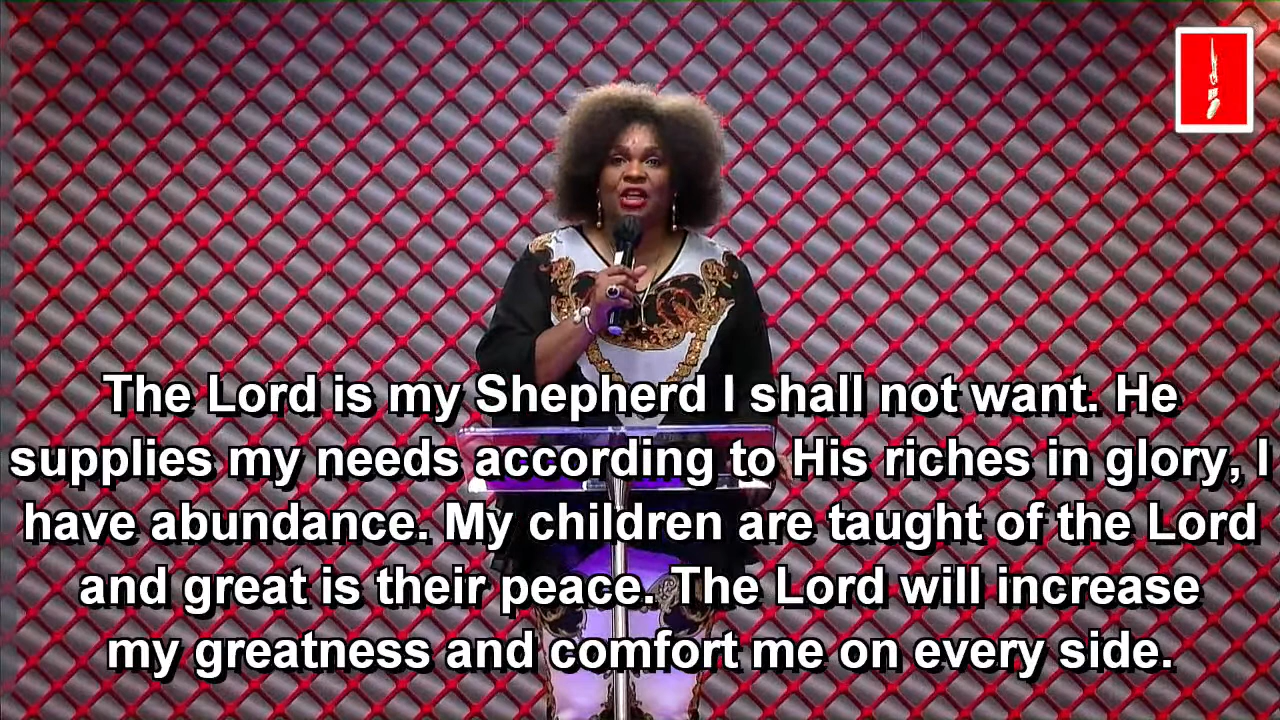 The Lord is my Shepherd I shall not want. He
supplies my needs according to His riches in glory, I
have abundance. My children are taught of the Lord
and great is their peace. The Lord will increase
my greatness and comfort me on every side.